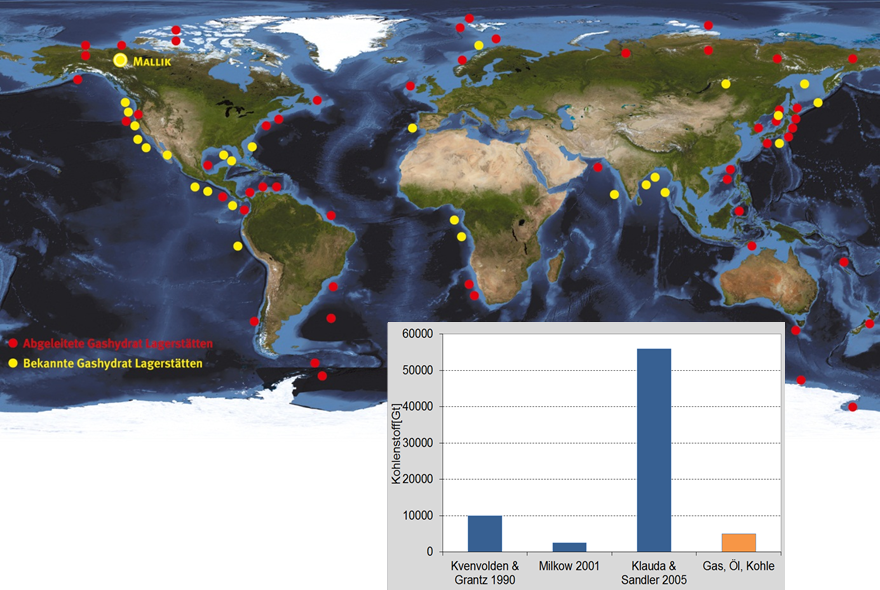 MALLIK
Abgeleitete Gashydrat Lagerstätten
Bekannte Gashydrat Lagerstätten
60000
50000
40000
30000
20000
10000
0
Kohlenstoff[Gt]
Kvenvolden &
Grantz 1990
Milkow 2001
Klauda &
Sandler 2005
Gas, Öl, Kohle